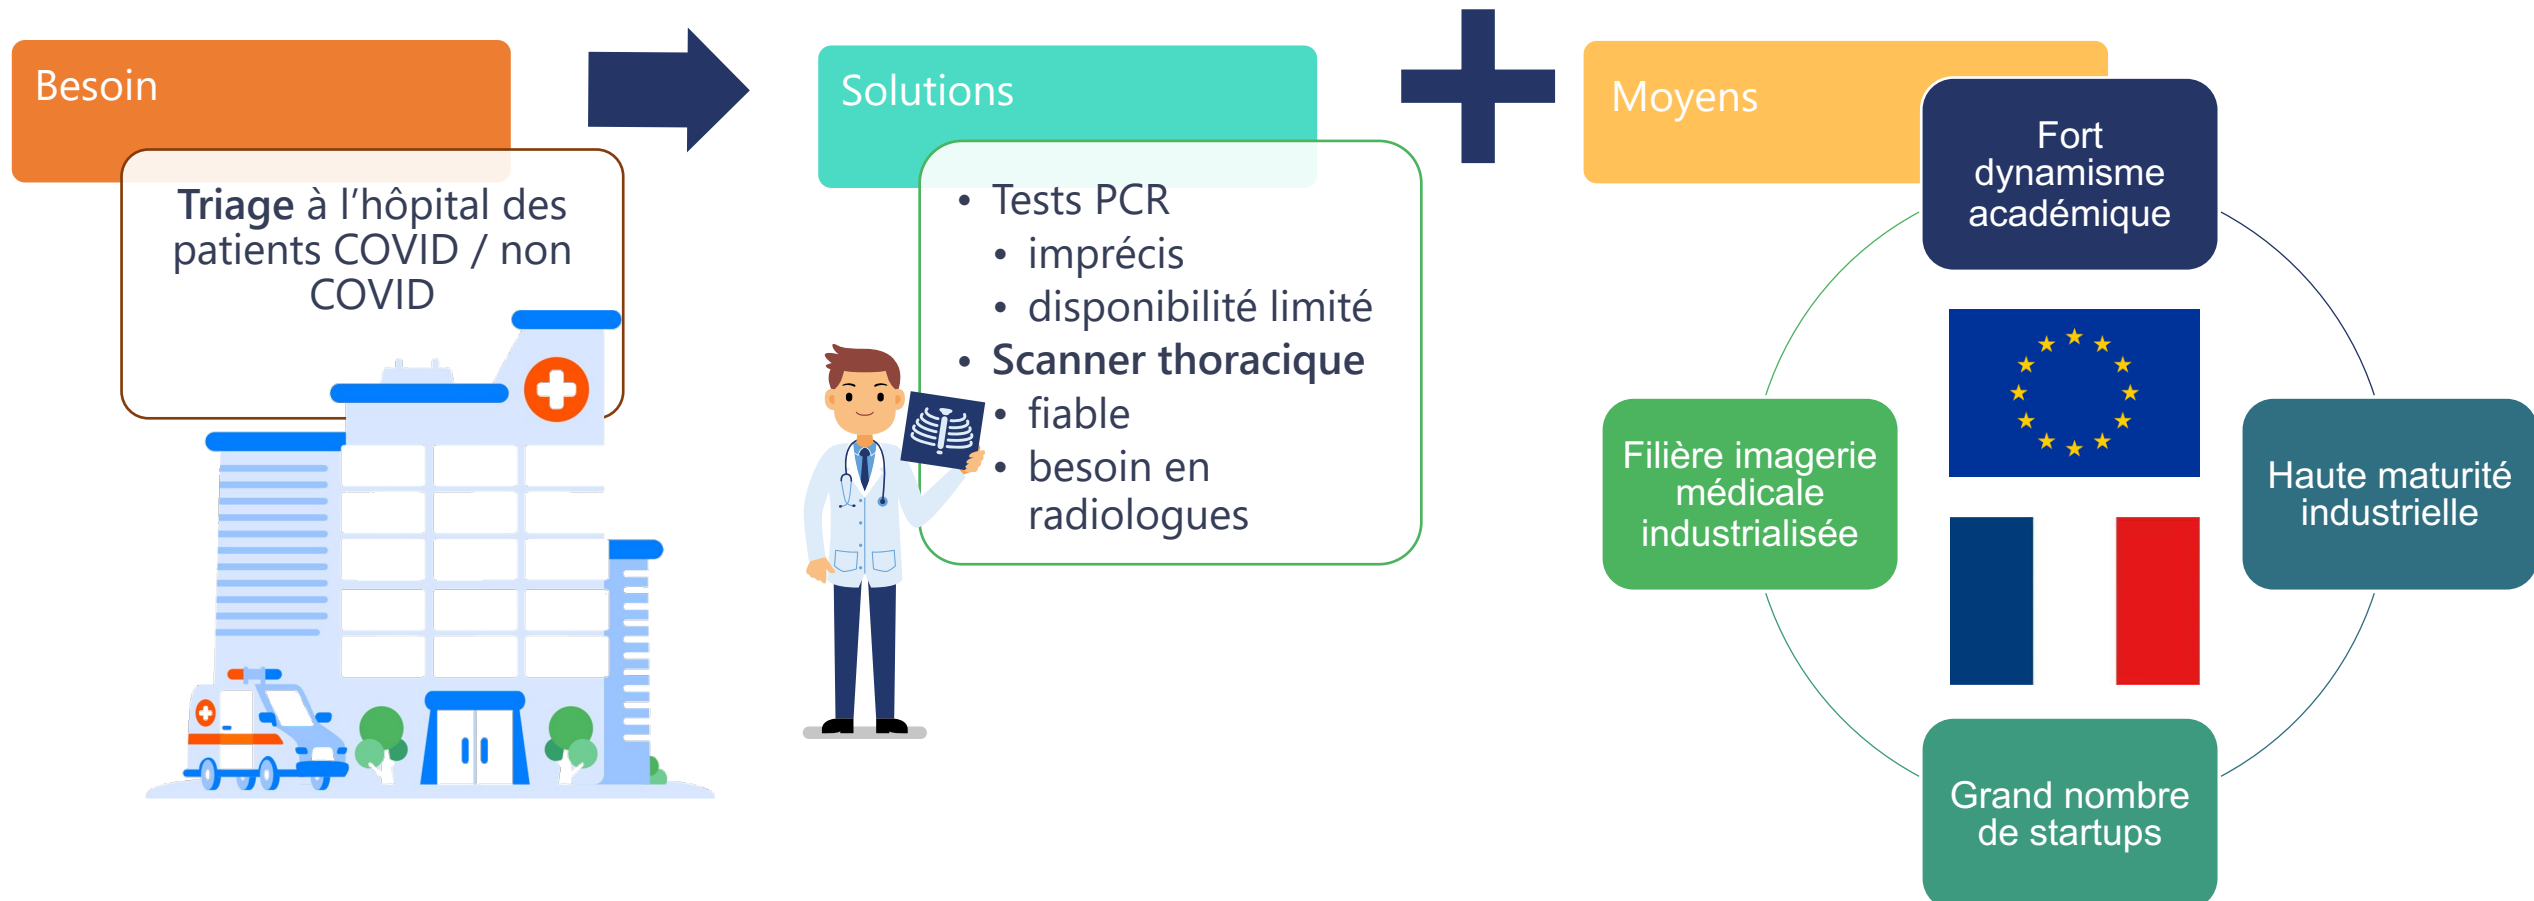 Besoin
Triage à l’hôpital des
patients COVID / non
COVID
Solutions
• Tests PCR
• imprécis
• disponibilité limité
• Scanner thoracique
• fiable
• besoin en
radiologues
Moyens
Fort
dynamisme
académique
Haute maturité
industrielle
Grand nombre
de startups
Filière imagerie
médicale
industrialisée